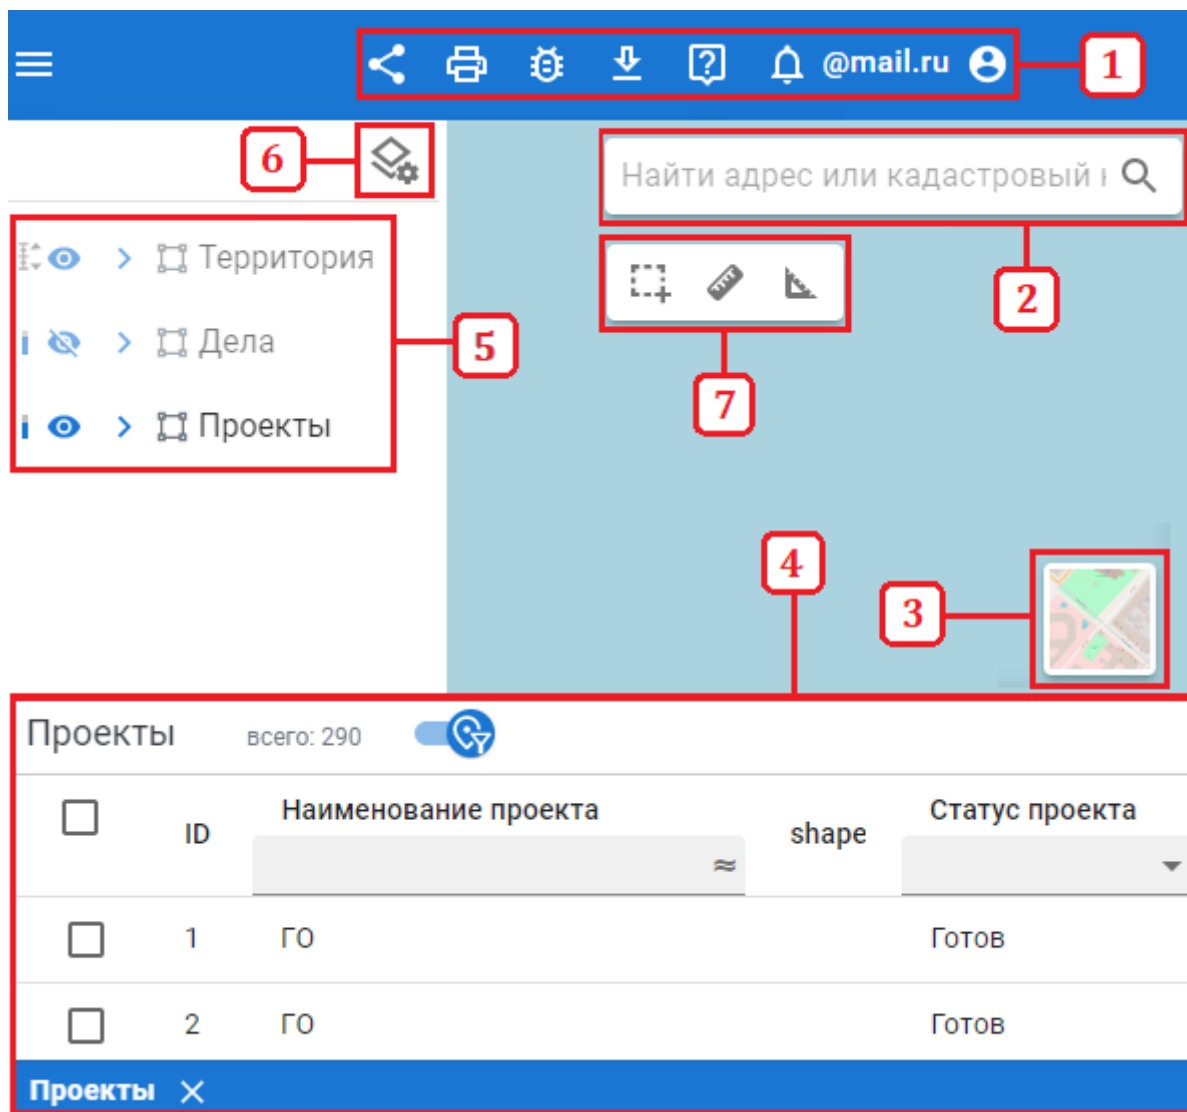 @mail.ru 1
6
Найти адрес или кадастровый н
Территория
2
Дела
5
7
Проекты
4
3
Проекты всего: 290
ID Наименование проекта shape Статус проекта
≈
1 ГО Готов
2 ГО Готов
Проекты ×